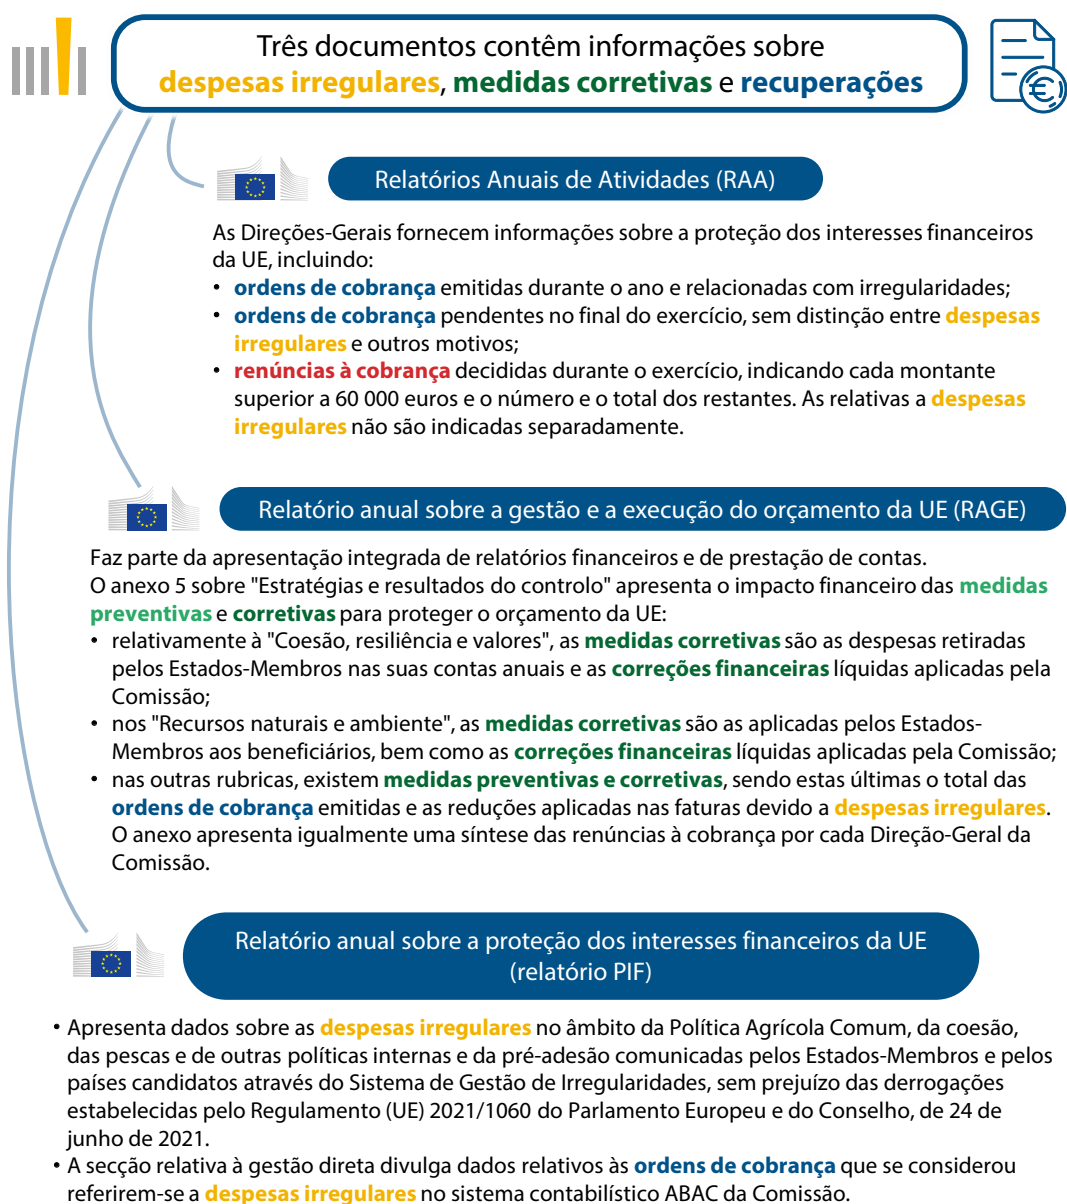 Três documentos contêm informações sobre
despesas irregulares, medidas corretivas e recuperações
Relatórios Anuais de Atividades (RAA)
As Direções-Gerais fornecem informações sobre a proteção dos interesses financeiros
da UE, incluindo:
• ordens de cobrança emitidas durante o ano e relacionadas com irregularidades;
• ordens de cobrança pendentes no final do exercício, sem distinção entre despesas
irregulares e outros motivos;
• renúncias à cobrança decididas durante o exercício, indicando cada montante
superior a 60 000 euros e o número e o total dos restantes. As relativas a despesas
irregulares não são indicadas separadamente.
Relatório anual sobre a gestão e a execução do orçamento da UE (RAGE)
Faz parte da apresentação integrada de relatórios financeiros e de prestação de contas.
O anexo 5 sobre "Estratégias e resultados do controlo" apresenta o impacto financeiro das medidas
preventivas e corretivas para proteger o orçamento da UE:
• relativamente à "Coesão, resiliência e valores", as medidas corretivas são as despesas retiradas
pelos Estados-Membros nas suas contas anuais e as correções financeiras líquidas aplicadas pela
Comissão;
• nos "Recursos naturais e ambiente", as medidas corretivas são as aplicadas pelos Estados-
Membros aos beneficiários, bem como as correções financeiras líquidas aplicadas pela Comissão;
• nas outras rubricas, existem medidas preventivas e corretivas, sendo estas últimas o total das
ordens de cobrança emitidas e as reduções aplicadas nas faturas devido a despesas irregulares.
O anexo apresenta igualmente uma síntese das renúncias à cobrança por cada Direção-Geral da
Comissão.
Relatório anual sobre a proteção dos interesses financeiros da UE
(relatório PIF)
• Apresenta dados sobre as despesas irregulares no âmbito da Política Agrícola Comum, da coesão,
das pescas e de outras políticas internas e da pré-adesão comunicadas pelos Estados-Membros e pelos
países candidatos através do Sistema de Gestão de Irregularidades, sem prejuízo das derrogações
estabelecidas pelo Regulamento (UE) 2021/1060 do Parlamento Europeu e do Conselho, de 24 de
junho de 2021.
• A secção relativa à gestão direta divulga dados relativos às ordens de cobrança que se considerou
referirem-se a despesas irregulares no sistema contabilístico ABAC da Comissão.